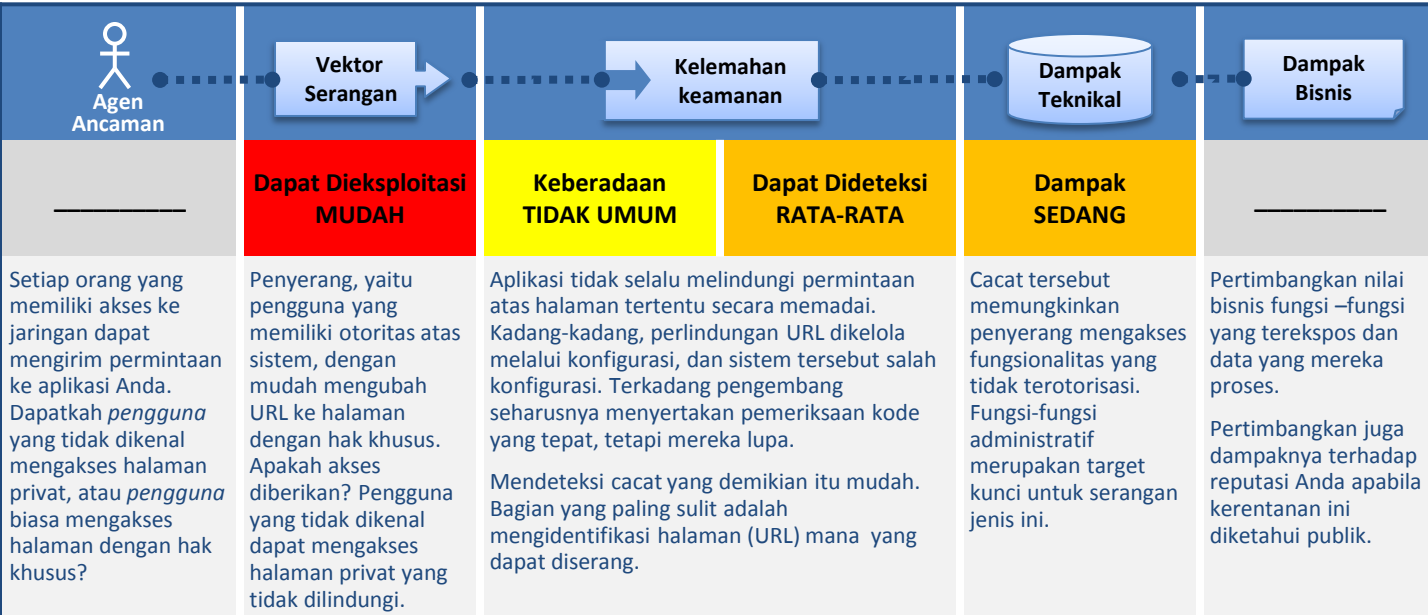 Agen
Ancaman
Vektor
Serangan
Kelemahan
keamanan
Dampak
Teknikal
Dampak
Bisnis
__________
Dapat Dieksploitasi
MUDAH
Keberadaan
TIDAK UMUM
Dapat Dideteksi
RATA-RATA
Dampak
SEDANG
__________
Setiap orang yang
memiliki akses ke
jaringan dapat
mengirim permintaan
ke aplikasi Anda.
Dapatkah pengguna
yang tidak dikenal
mengakses halaman
privat, atau pengguna
biasa mengakses
halaman dengan hak
khusus?
Penyerang, yaitu
pengguna yang
memiliki otoritas atas
sistem, dengan
mudah mengubah
URL ke halaman
dengan hak khusus.
Apakah akses
diberikan? Pengguna
yang tidak dikenal
dapat mengakses
halaman privat yang
tidak dilindungi.
Aplikasi tidak selalu melindungi permintaan
atas halaman tertentu secara memadai.
Kadang-kadang, perlindungan URL dikelola
melalui konfigurasi, dan sistem tersebut salah
konfigurasi. Terkadang pengembang
seharusnya menyertakan pemeriksaan kode
yang tepat, tetapi mereka lupa.
Mendeteksi cacat yang demikian itu mudah.
Bagian yang paling sulit adalah
mengidentifikasi halaman (URL) mana  yang
dapat diserang.
Cacat tersebut
memungkinkan
penyerang mengakses
fungsionalitas yang
tidak terotorisasi.
Fungsi-fungsi
administratif
merupakan target
kunci untuk serangan
jenis ini.
Pertimbangkan nilai
bisnis fungsi –fungsi
yang terekspos dan
data yang mereka
proses.
Pertimbangkan juga
dampaknya terhadap
reputasi Anda apabila
kerentanan ini
diketahui publik.